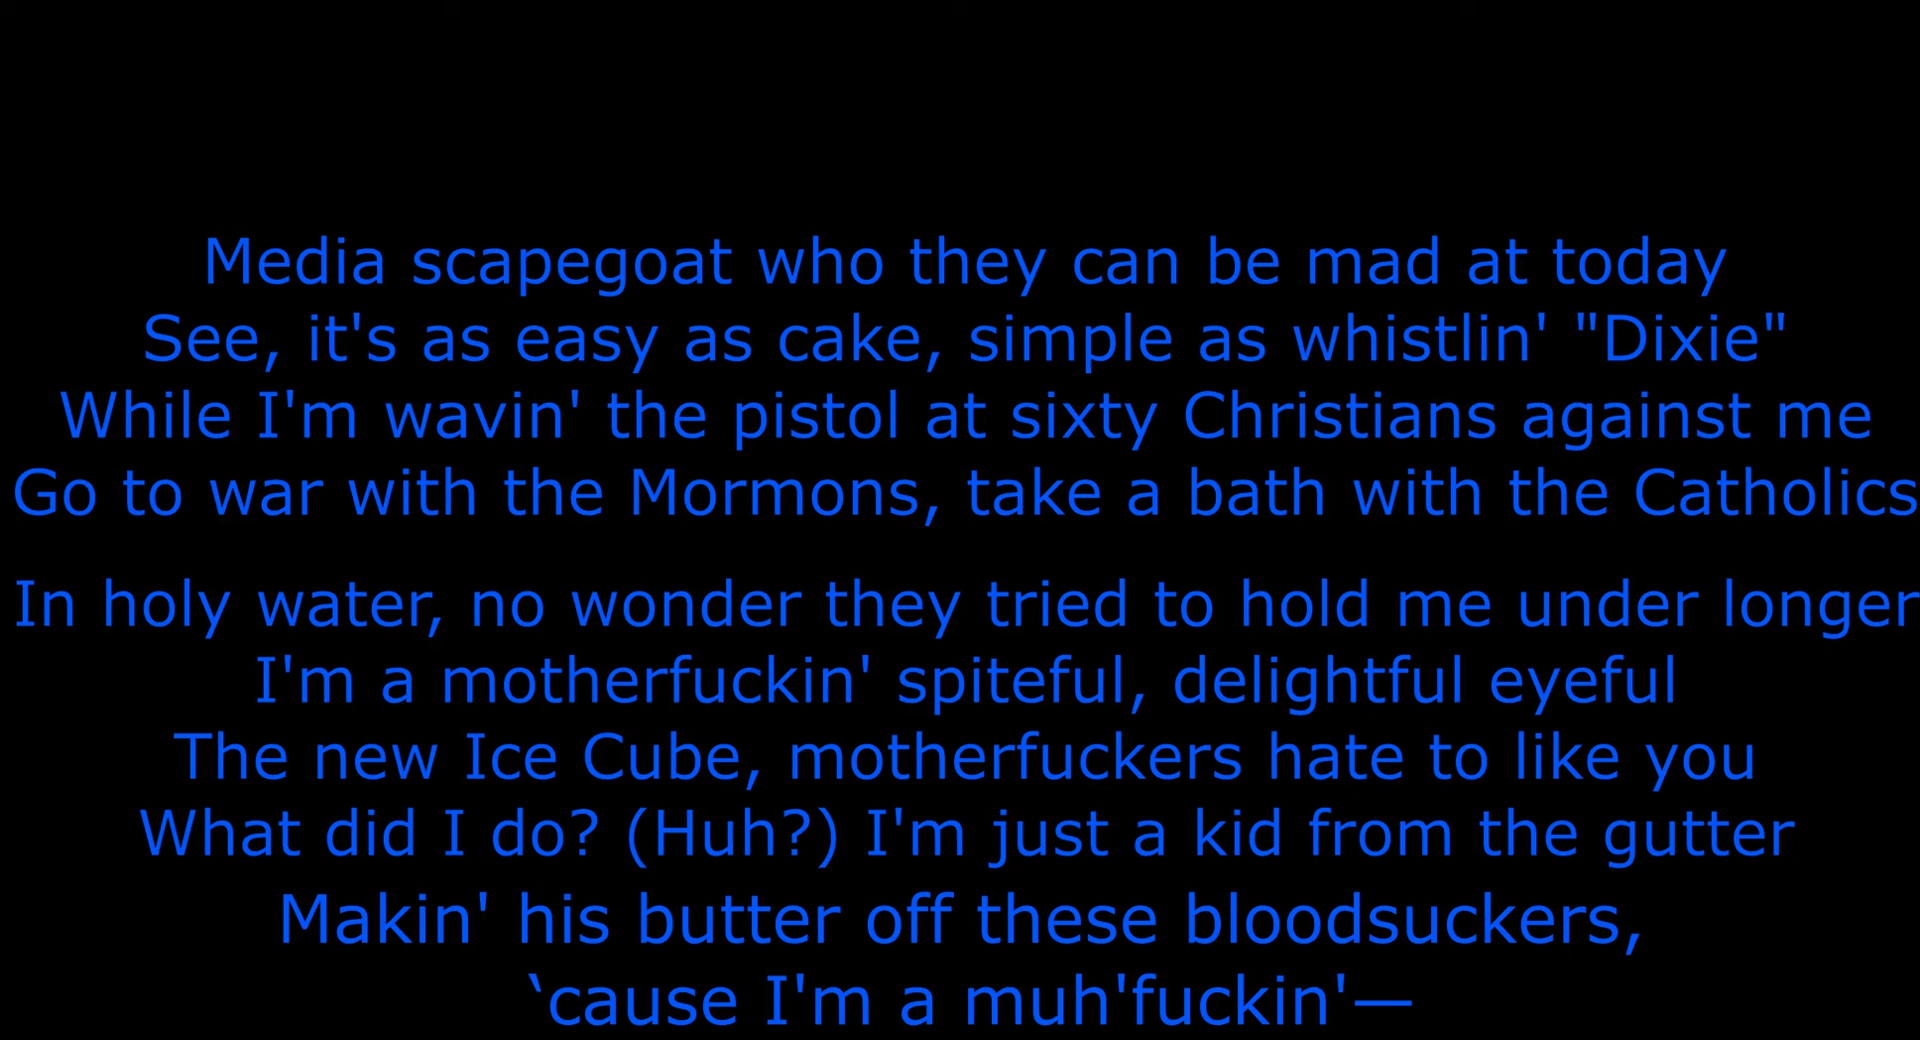 Media scapegoat who they can be mad at today
See, it's as easy as cake, simple as whistlin' "Dixie"
While I'm wavin' the pistol at sixty Christians against me
Go to war with the Mormons, take a bath with the Catholics
In holy water, no wonder they tried to hold me under longer
I'm a motherfuckin' spiteful, delightful eyeful
The new Ice Cube, motherfuckers hate to like you
What did I do? (Huh?) I'm just a kid from the gutter
Makin' his butter off these bloodsuckers,
‛cause I'm a muh'fuckin'—